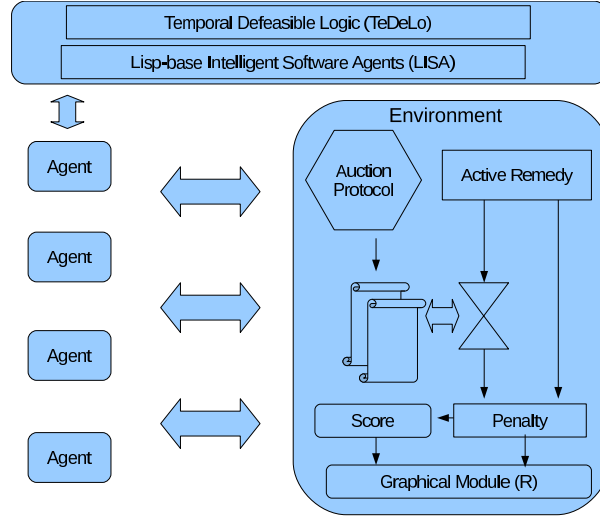 Temporal Defeasible Logic (TeDeLo)
Lisp-base Intelligent Software Agents (LISA)
Environment
Agent
Auction
Protocol
Active Remedy
Agent
Agent
Score
Penalty
Agent
Graphical Module (R)